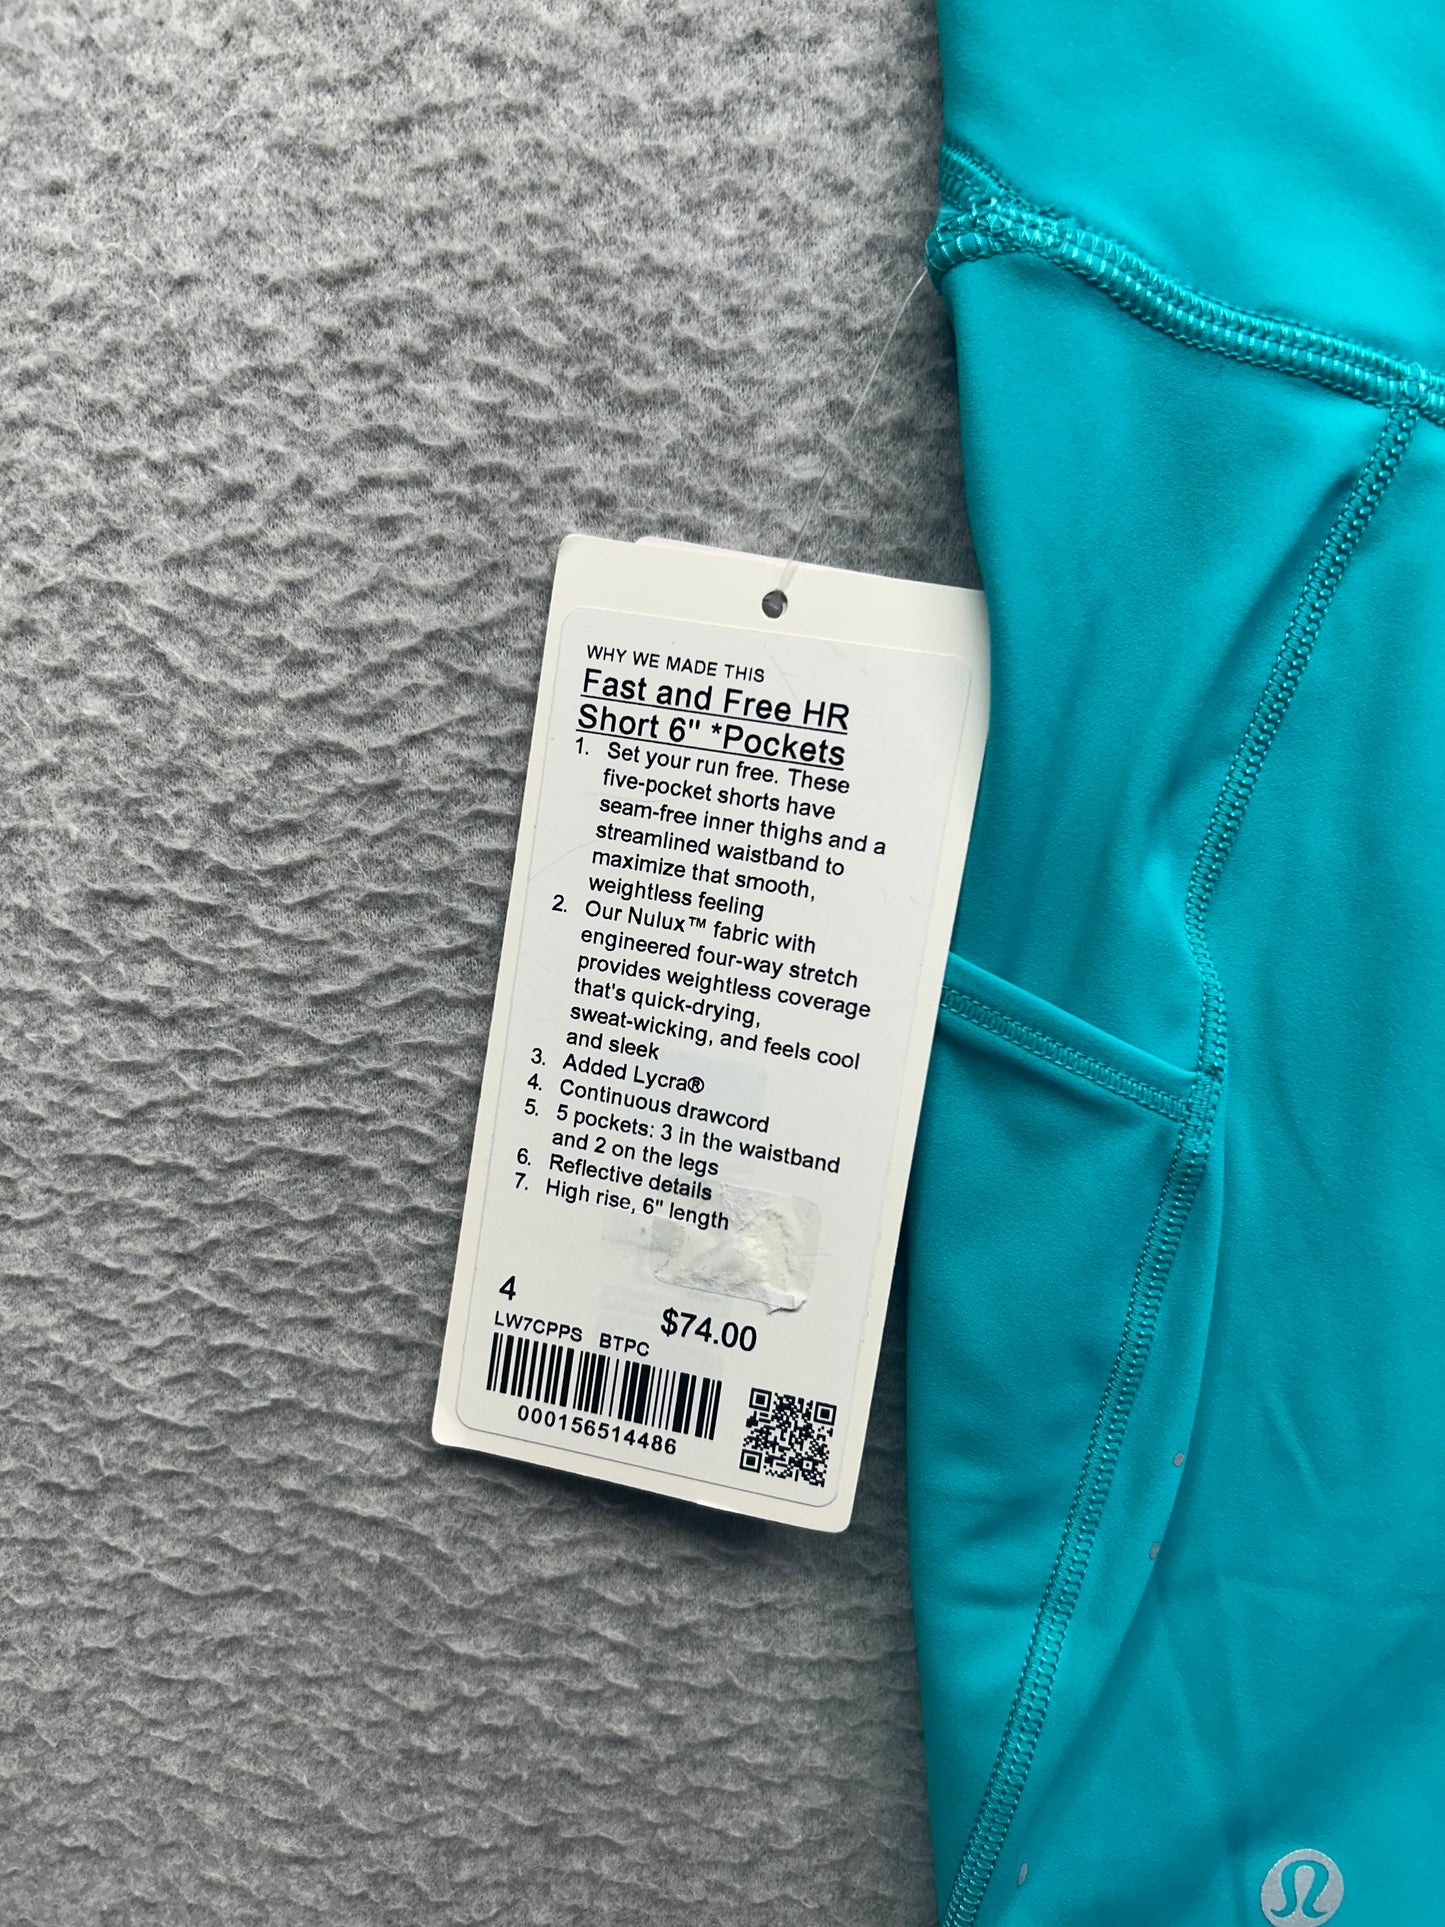 WHY WE MADE THIS
Fast and Free HR
Short 6" *Pockets
1. Set your run free. These
five-pocket shorts have
seam-free inner thighs and a
streamlined waistband to
maximize that smooth,
weightless feeling
2. Our Nulux™ fabric with
engineered four-way stretch
provides weightless coverage
that's quick-drying,
sweat-wicking, and feels cool
and sleek
3. Added Lycra®
4. Continuous drawcord
5. 5 pockets: 3 in the waistband
and 2 on the legs
6. Reflective details
7. High rise, 6" length
4
$74.00
LW7CPPS BTPC
000156514486